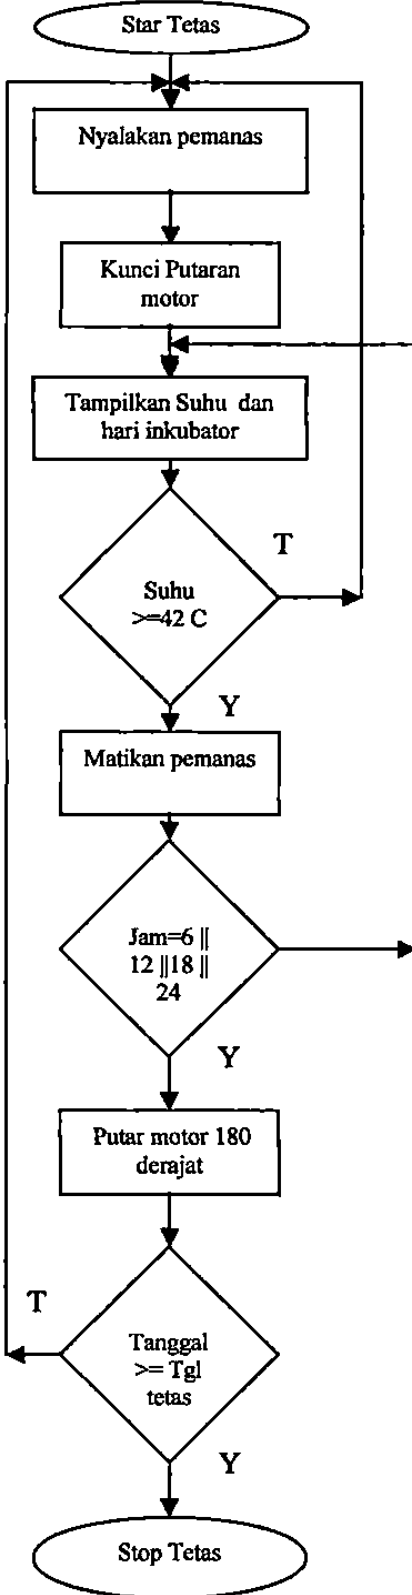 Star Tetas
Nyalakan pemanas
Kunci Putaran
motor
Tampilkan Suhu dan
hari inkubator
T
Suhu
>=42 C
Y
Matikan pemanas
Jam=6 ||
12 ||18 ||
24
Y
Putar motor 180
derajat
T
Tanggal
>= Tgl
tetas
Y
Stop Tetas